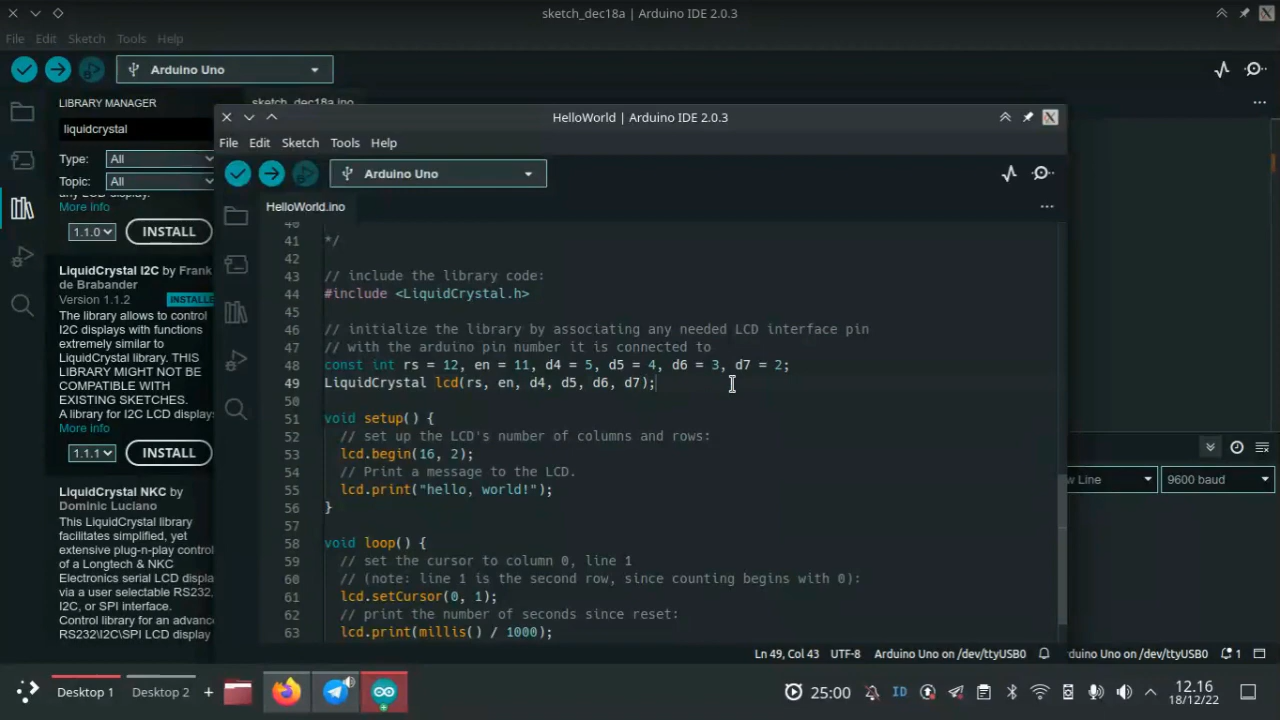 sketch_dec18a | Arduino IDE 2.0.3
File Edit Sketch Tools Help
Arduino Uno
LIBRARY MANAGER
sketch_dec18a.ino
liquidcrystal
Type: All
Topic: All
any LCD display.
More info
1.1.0 INSTALL
LiquidCrystal I2C by Frank
de Brabander
Version 1.1.2 INSTALLE
The library allows to control
I2C displays with functions
extremely similar to
LiquidCrystal library. THIS
LIBRARY MIGHT NOT BE
COMPATIBLE WITH
EXISTING SKETCHES.
A library for I2C LCD displays
More info
1.1.1 INSTALL
LiquidCrystal NKC by
Dominic Luciano
This LiquidCrystal library
facilitates simplified, yet
extensive plug-n-play control
of a Longtech & NKC
Electronics serial LCD displa
via a user selectable RS232,
I2C, or SPI interface.
Control library for an advance
RS232\I2C\SPI LCD display
HelloWorld | Arduino IDE 2.0.3
File Edit Sketch Tools Help
Arduino Uno
HelloWorld.ino
40
41 */
42
43 // include the library code:
44 #include <LiquidCrystal.h>
45
46 // initialize the library by associating any needed LCD interface pin
47 // with the arduino pin number it is connected to
48 const int rs = 12, en = 11, d4 = 5, d5 = 4, d6 = 3, d7 = 2;
49 LiquidCrystal lcd(rs, en, d4, d5, d6, d7);
50
51 void setup() {
52 // set up the LCD's number of columns and rows:
53 lcd.begin(16, 2);
54 // Print a message to the LCD.
55 lcd.print("hello, world!");
56 }
57
58 void loop() {
59 // set the cursor to column 0, line 1
60 // (note: line 1 is the second row, since counting begins with 0):
61 lcd.setCursor(0, 1);
62 // print the number of seconds since reset:
63 lcd.print(millis() / 1000);
Ln 49, Col 43 UTF-8 Arduino Uno on /dev/ttyUSB0
w Line 9600 baud
rduino Uno on /dev/ttyUSB0 1
Desktop 1 Desktop 2 +
25:00 ID 12.16
18/12/22